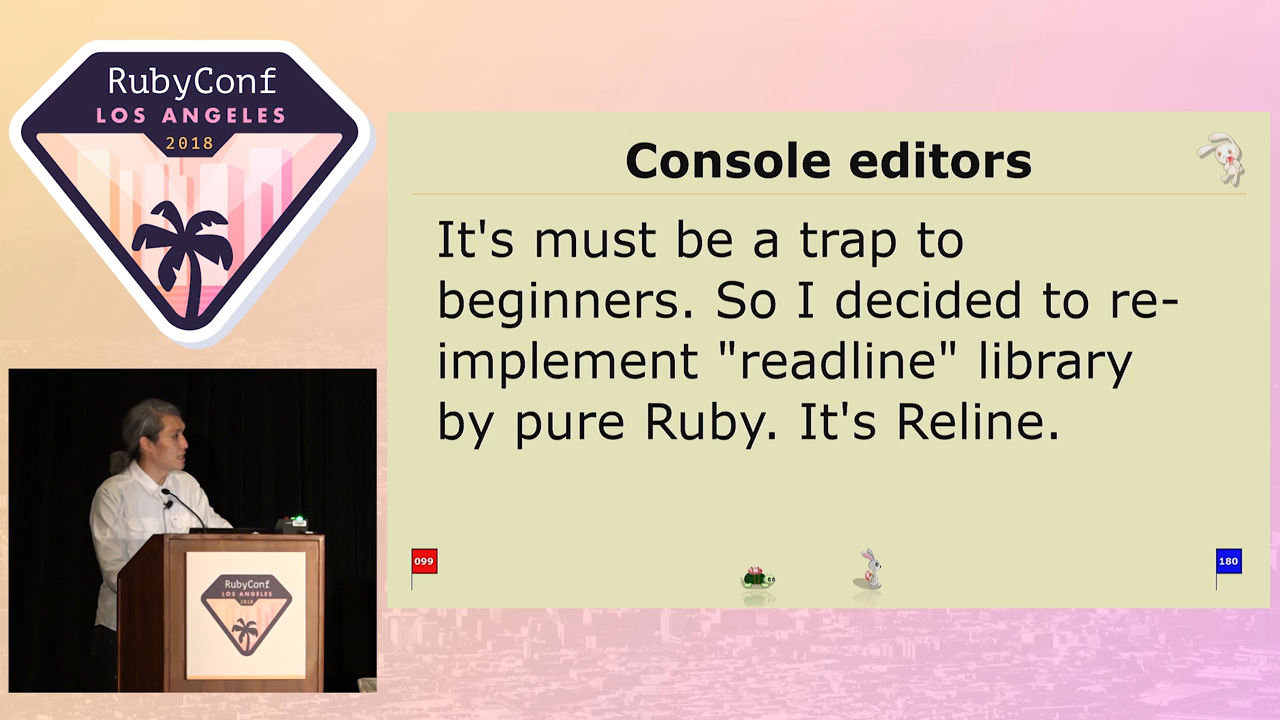 RubyConf
LOS ANGELES
2018
Console editors
It's must be a trap to
beginners. So I decided to re-
implement "readline" library
by pure Ruby. It's Reline.
099
180
RubyConf
LOS ANGELES
2018